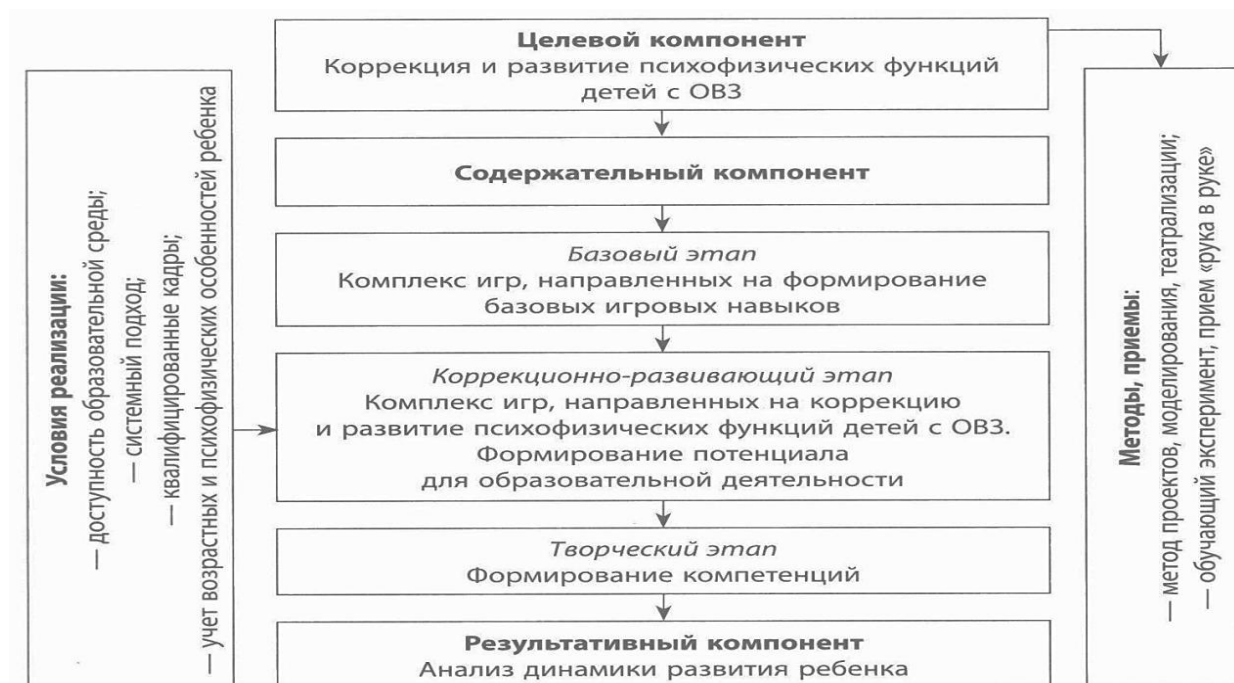 Целевой компонент
Коррекция и развитие психофизических функций
детей с ОВЗ
Содержательный компонент
Базовый этап
Комплекс игр, направленных на формирование
базовых игровых навыков
Коррекционно-развивающий этап
Комплекс игр, направленных на коррекцию
и развитие психофизических функций детей с ОВЗ.
Формирование потенциала
для образовательной деятельности
Творческий этап
Формирование компетенций
Результативный компонент
Анализ динамики развития ребенка
Условия реализации:
— доступность образовательной среды;
— системный подход;
— квалифицированные кадры;
— учет возрастных и психофизических особенностей ребенка
Методы, приемы:
— метод проектов, моделирования, театрализации;
— обучающий эксперимент, прием «рука в руке»